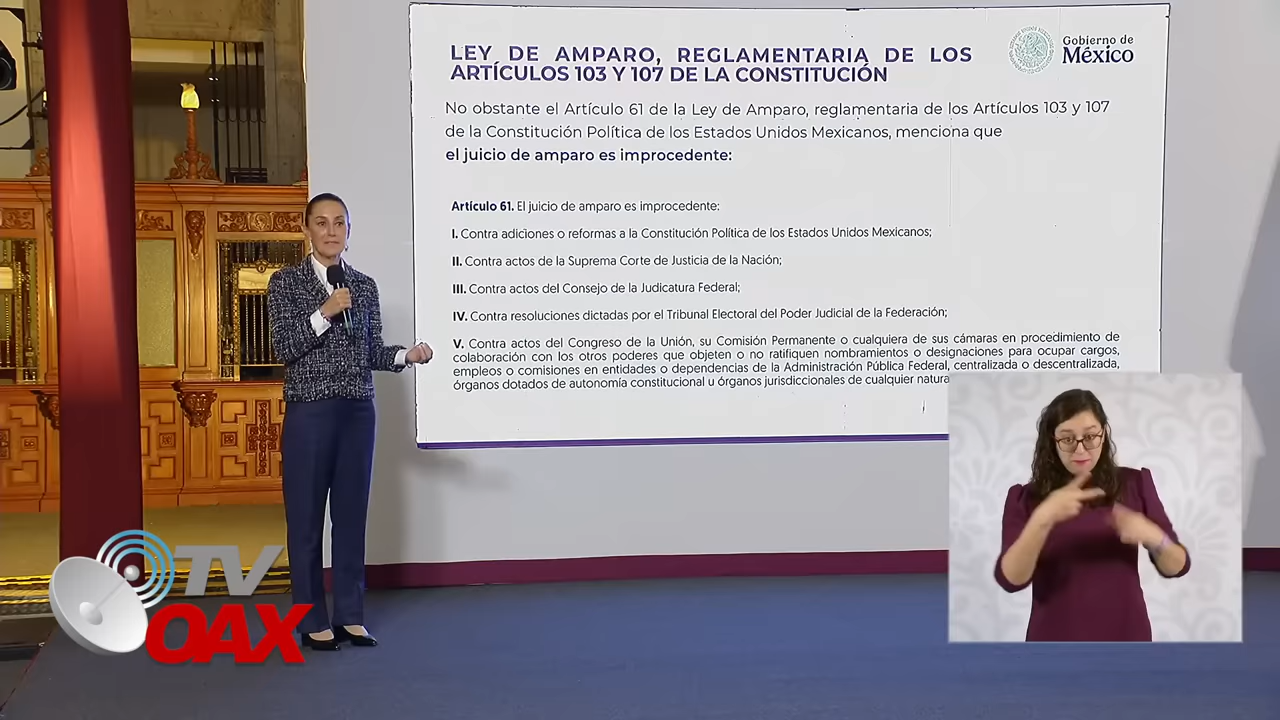 LEY DE AMPARO, REGLAMENTARIA DE LOS
ARTÍCULOS 103 Y 107 DE LA CONSTITUCIÓN
Gobierno de
México
No obstante el Artículo 61 de la Ley de Amparo, reglamentaria de los Artículos 103 y 107
de la Constitución Política de los Estados Unidos Mexicanos, menciona que
el juicio de amparo es improcedente:
Artículo 61. El juicio de amparo es improcedente:
I. Contra adiciones o reformas a la Constitución Política de los Estados Unidos Mexicanos;
II. Contra actos de la Suprema Corte de Justicia de la Nación;
III. Contra actos del Consejo de la Judicatura Federal;
IV. Contra resoluciones dictadas por el Tribunal Electoral del Poder Judicial de la Federación;
V. Contra actos del Congreso de la Unión, su Comisión Permanente o cualquiera de sus cámaras en procedimiento de
colaboración con los otros poderes que objeten o no ratifiquen nombramientos o designaciones para ocupar cargos,
empleos o comisiones en entidades o dependencias de la Administración Pública Federal, centralizada o descentralizada,
órganos dotados de autonomía constitucional u órganos jurisdiccionales de cualquier
TV
OAX